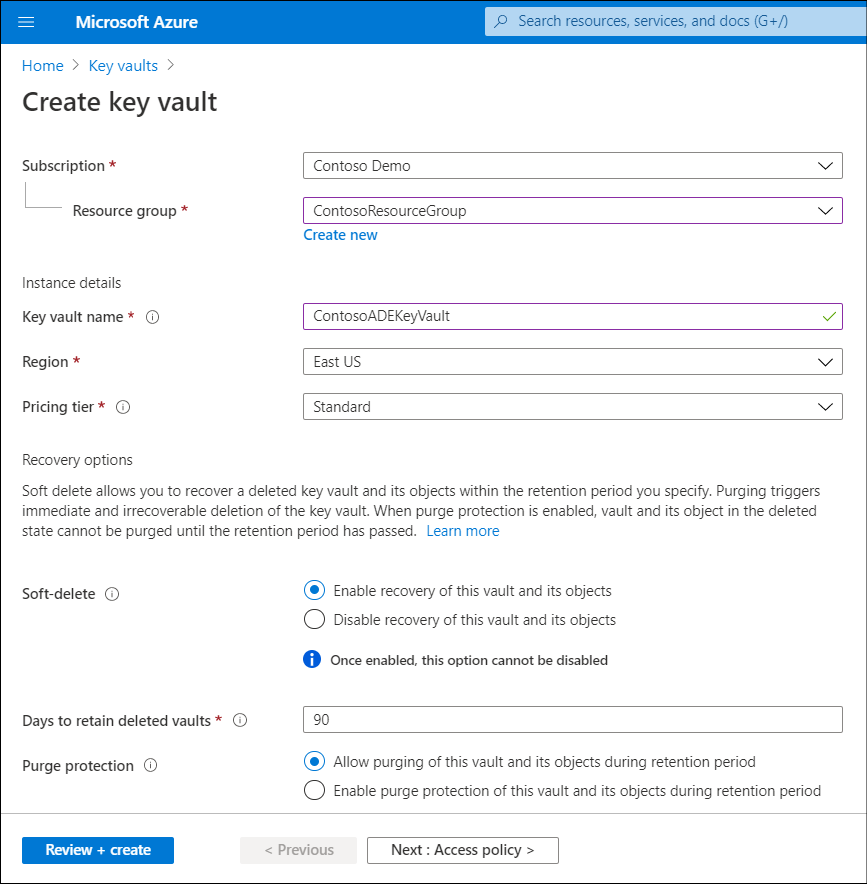 Microsoft Azure
Search resources, services, and docs (G+/)
Home > Key vaults >
Create key vault
Subscription *
Contoso Demo
Resource group *
ContosoResourceGroup
Create new
Instance details
Key vault name *
ContosoADEKeyVault
Region *
East US
Pricing tier *
Standard
Recovery options
Soft delete allows you to recover a deleted key vault and its objects within the retention period you specify. Purging triggers
immediate and irrecoverable deletion of the key vault. When purge protection is enabled, vault and its object in the deleted
state cannot be purged until the retention period has passed. Learn more
Soft-delete
Enable recovery of this vault and its objects
Disable recovery of this vault and its objects
Once enabled, this option cannot be disabled
Days to retain deleted vaults *
90
Purge protection
Allow purging of this vault and its objects during retention period
Enable purge protection of this vault and its objects during retention period
Review + create
< Previous
Next : Access policy >